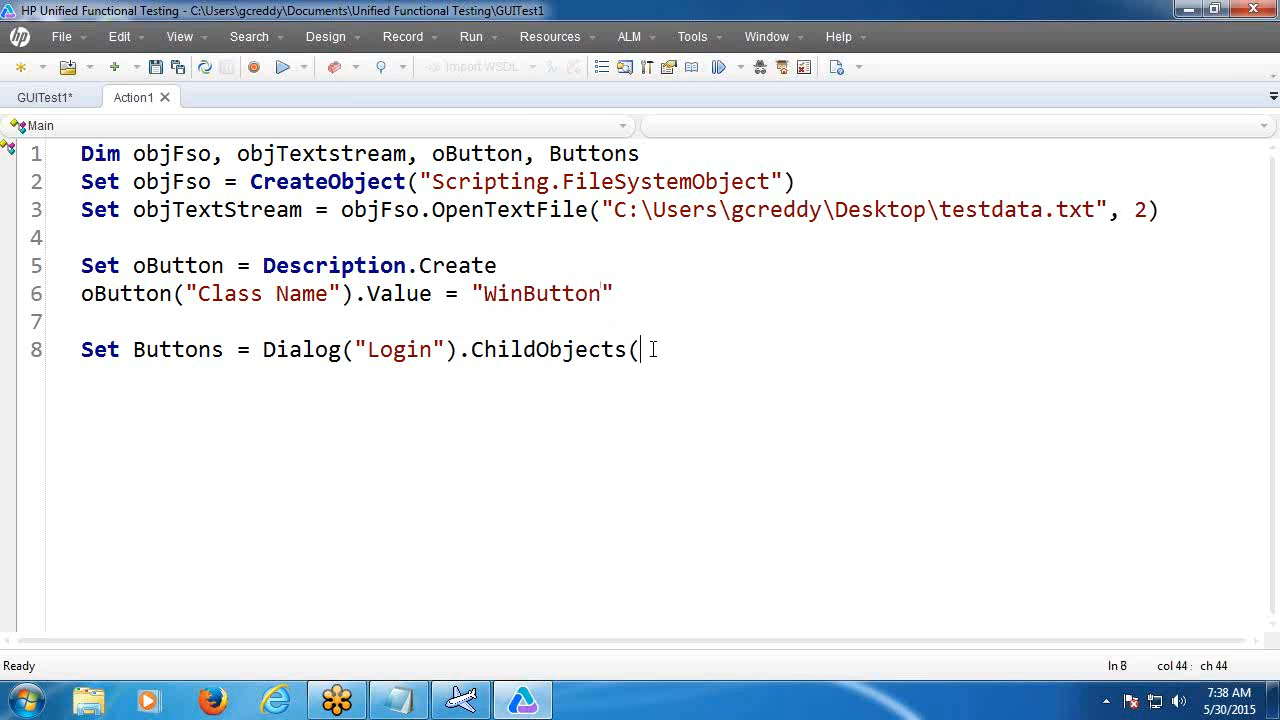 HP Unified Functional Testing - C:\Users\gcreddy\Documents\Unified Functional Testing\GUITest1
hp File Edit View Search Design Record Run Resources ALM Tools Window Help
Import WSDL
GUITest1* Action1
Main
1 Dim objFso, objTextstream, oButton, Buttons
2 Set objFso = CreateObject("Scripting.FileSystemObject")
3 Set objTextStream = objFso.OpenTextFile("C:\Users\gcreddy\Desktop\testdata.txt", 2)
4
5 Set oButton = Description.Create
6 oButton("Class Name").Value = "WinButton"
7
8 Set Buttons = Dialog("Login").ChildObjects(
Ready ln 8 col 44 : ch 44
7:38 AM
5/30/2015